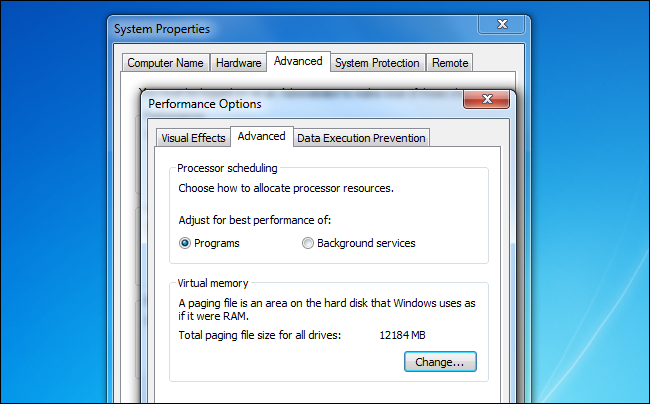 System Properties
Computer Name Hardware Advanced System Protection Remote
Performance Options
Visual Effects Advanced Data Execution Prevention
Processor scheduling
Choose how to allocate processor resources.
Adjust for best performance of:
Programs Background services
Virtual memory
A paging file is an area on the hard disk that Windows uses as
if it were RAM.
Total paging file size for all drives: 12184 MB
Change...